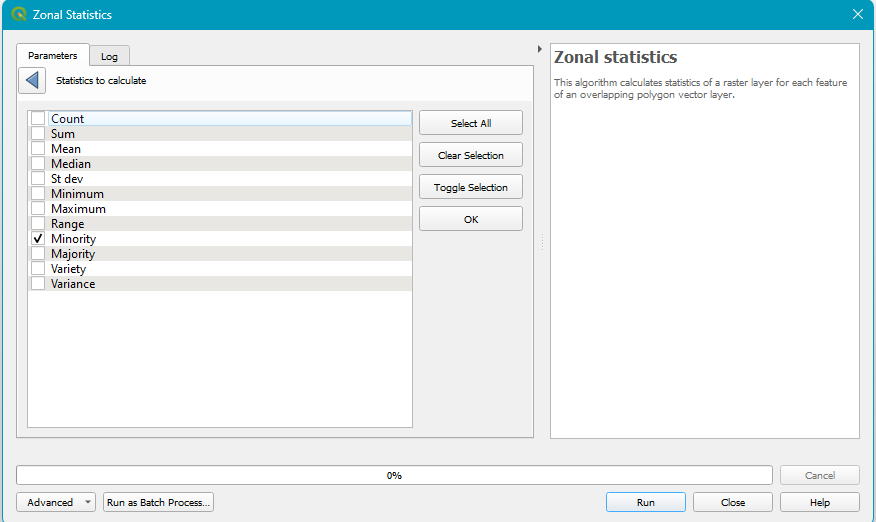 Zonal Statistics
Parameters
Log
Statistics to calculate
Count
Sum
Mean
Median
St dev
Minimum
Maximum
Range
Minority
Majority
Variety
Variance
Select All
Clear Selection
Toggle Selection
OK
Zonal statistics
This algorithm calculates statistics of a raster layer for each feature
of an overlapping polygon vector layer.
0%
Cancel
Advanced
Run as Batch Process...
Run
Close
Help